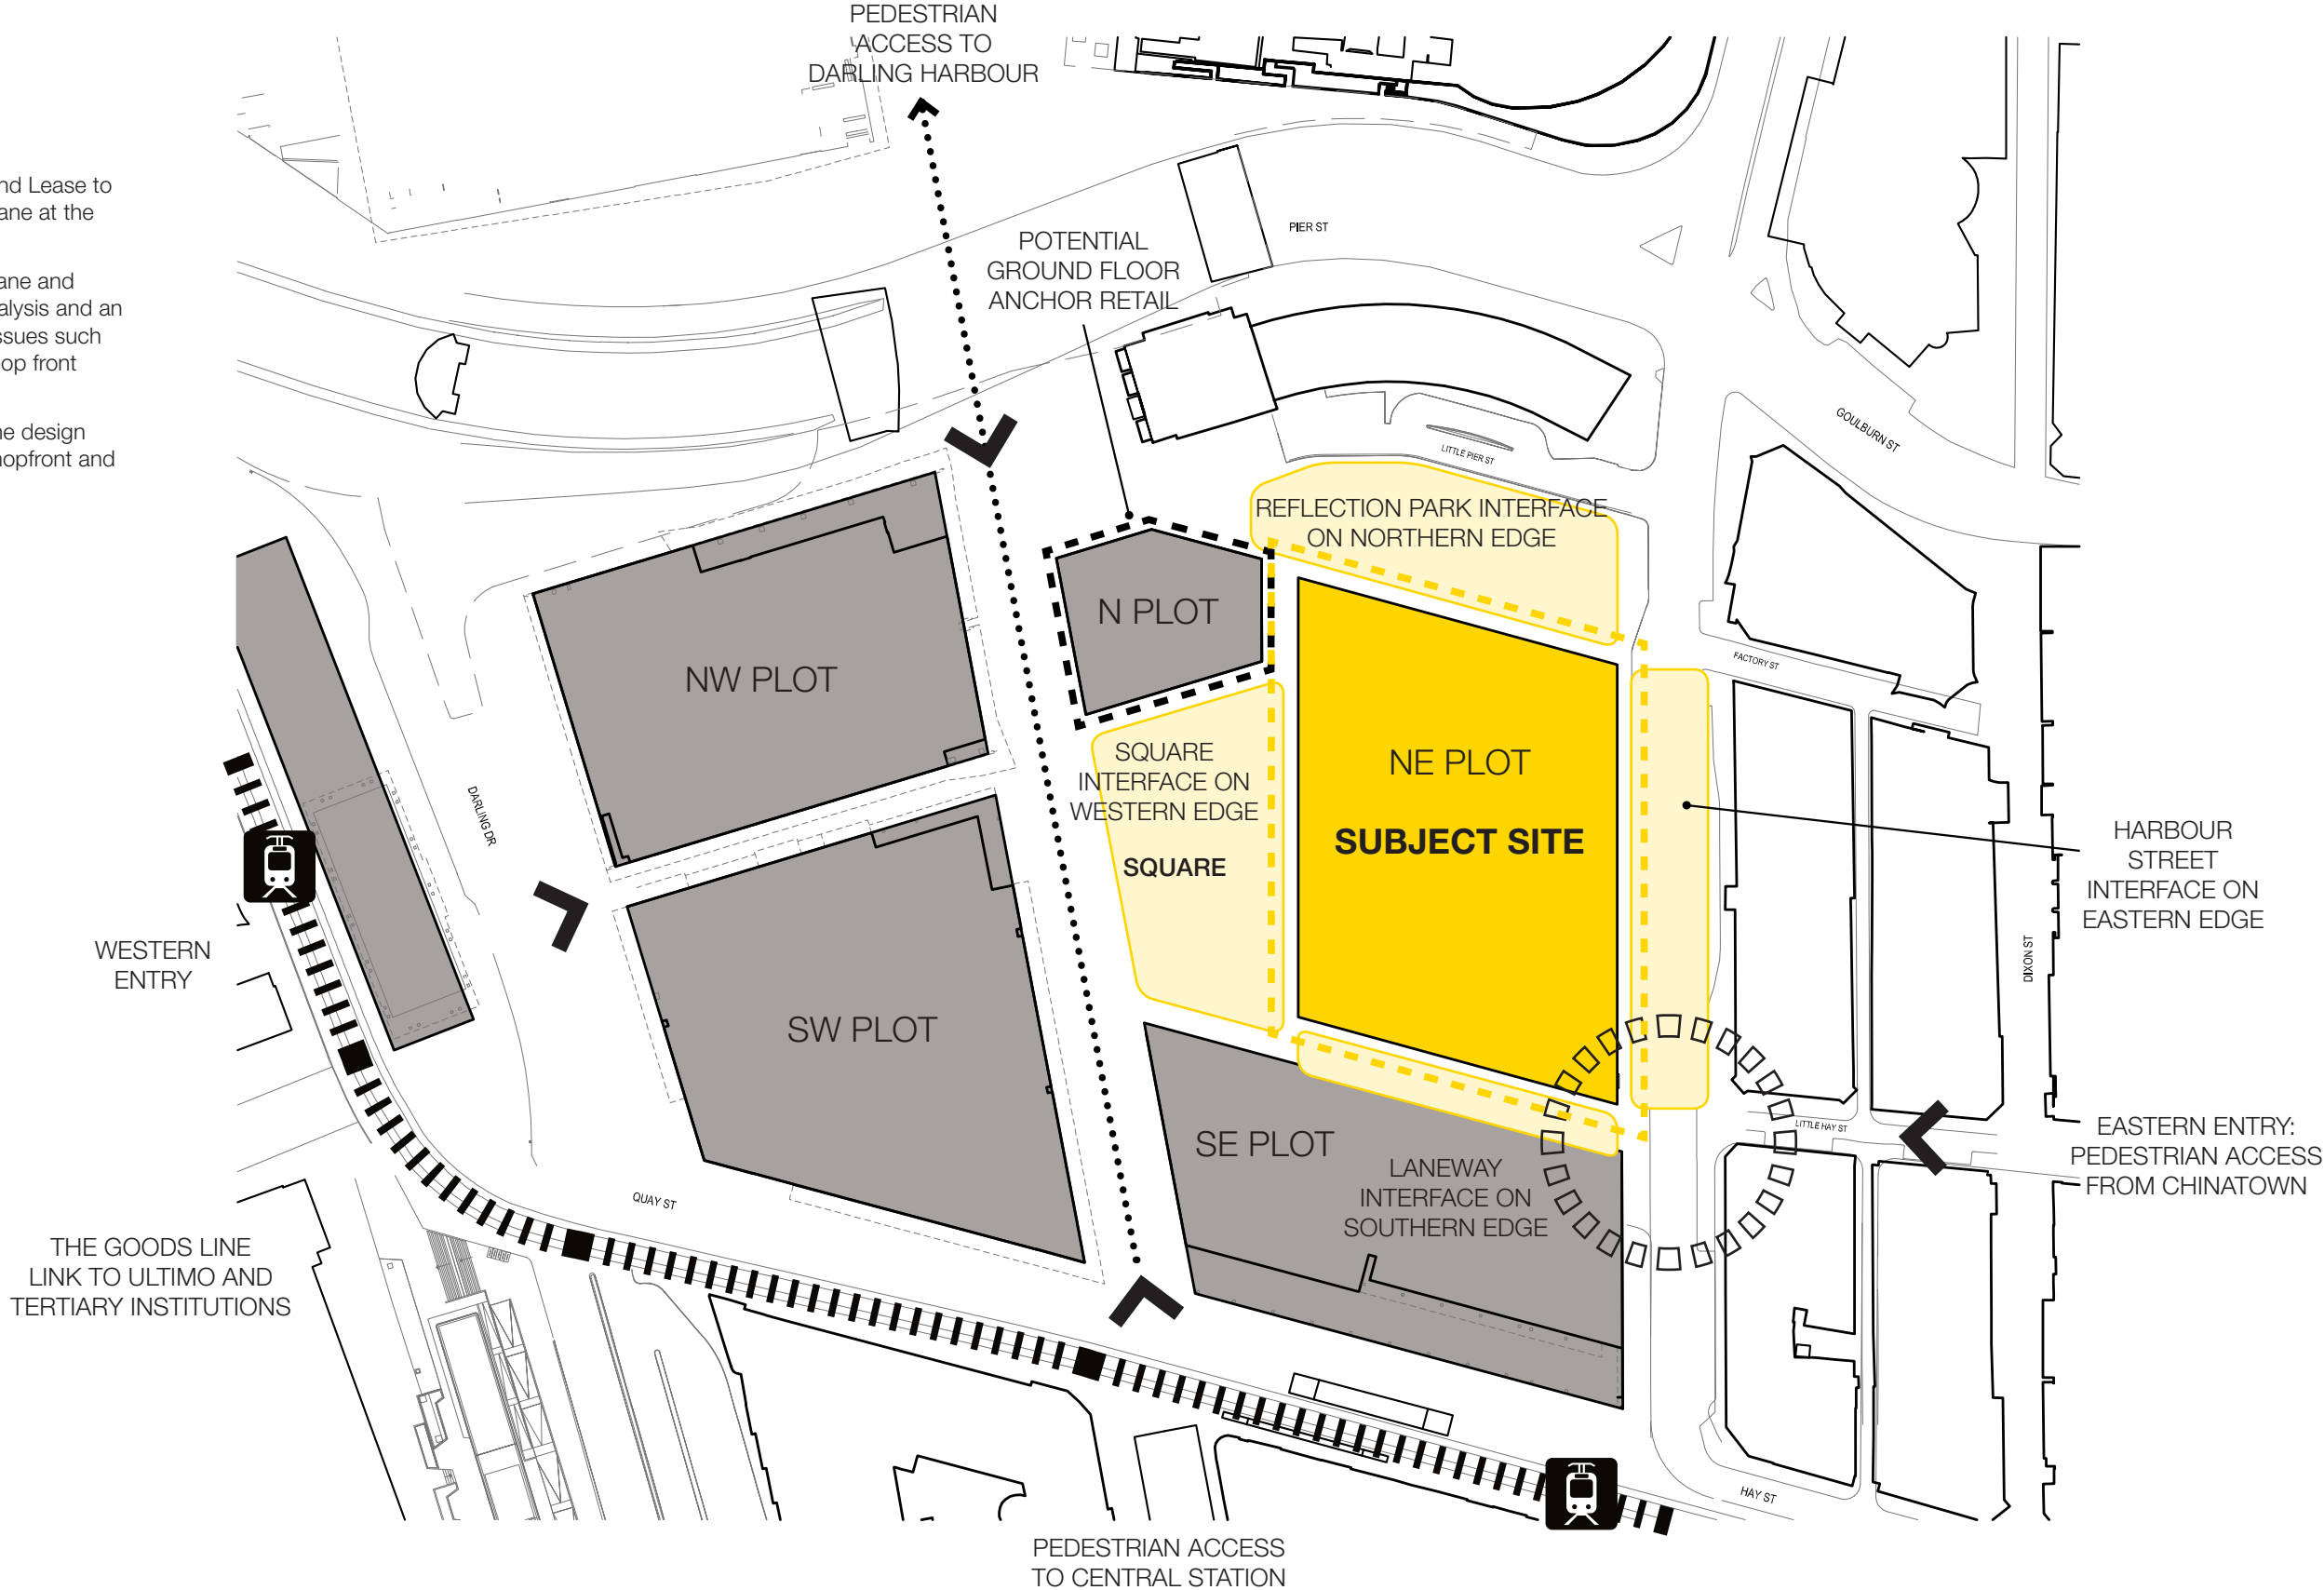 PEDESTRIAN
ACCESS TO
DARLING HARBOUR
nd Lease to
ane at the
ane and
alysis and an
ssues such
op front
ne design
hopfront and
PIER ST
POTENTIAL
GROUND FLOOR
ANCHOR RETAIL
GOULBURN ST
LITTLE PIER ST
REFLECTION PARK INTERFACE
ON NORTHERN EDGE
N PLOT
NW PLOT
FACTORY ST
SQUARE
INTERFACE ON
WESTERN EDGE
SQUARE
NE PLOT
SUBJECT SITE
DARLING DR
HARBOUR
STREET
INTERFACE ON
EASTERN EDGE
DIXON ST
WESTERN
ENTRY
SW PLOT
SE PLOT
LANEWAY
INTERFACE ON
SOUTHERN EDGE
LITTLE HAY ST
EASTERN ENTRY:
PEDESTRIAN ACCESS
FROM CHINATOWN
QUAY ST
THE GOODS LINE
LINK TO ULTIMO AND
TERTIARY INSTITUTIONS
HAY ST
PEDESTRIAN ACCESS
TO CENTRAL STATION